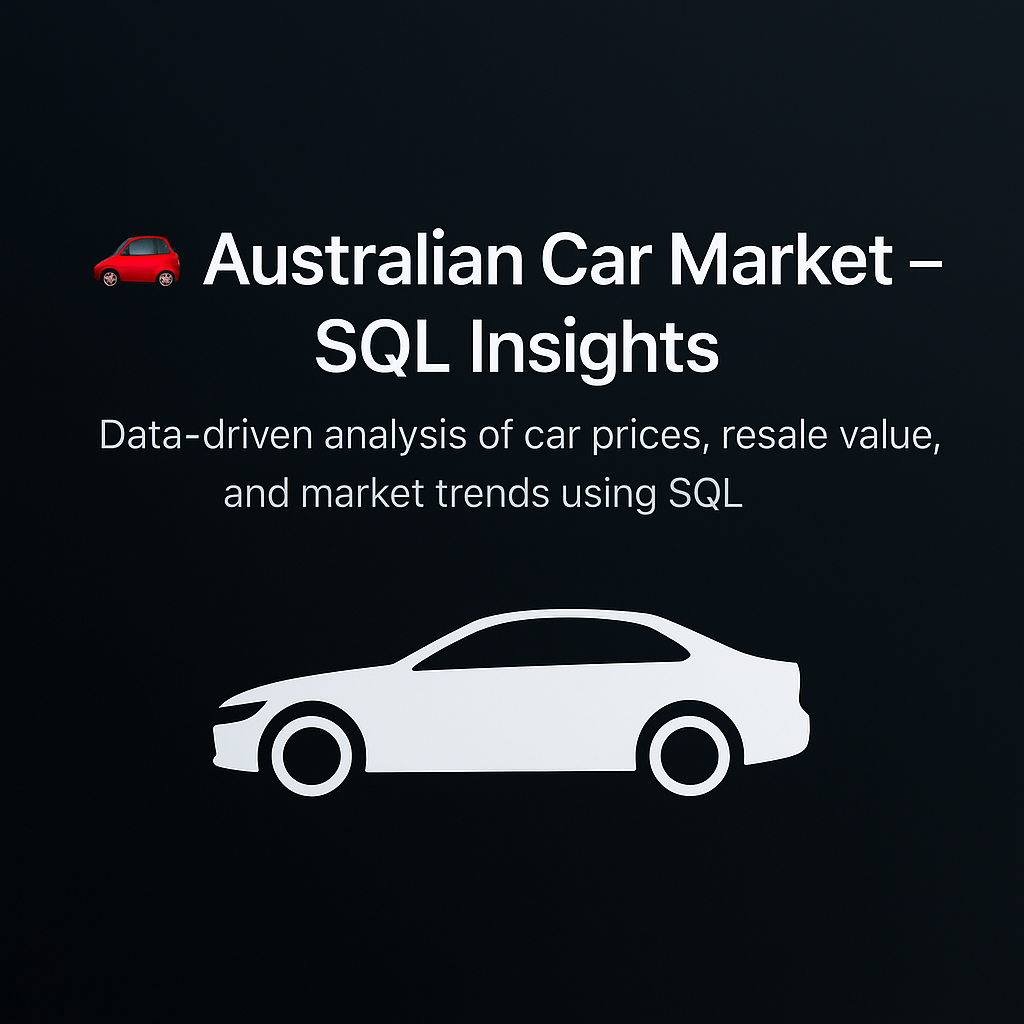 🚗 Australian Car Market –
SQL Insights
Data-driven analysis of car prices, resale value,
and market trends using SQL